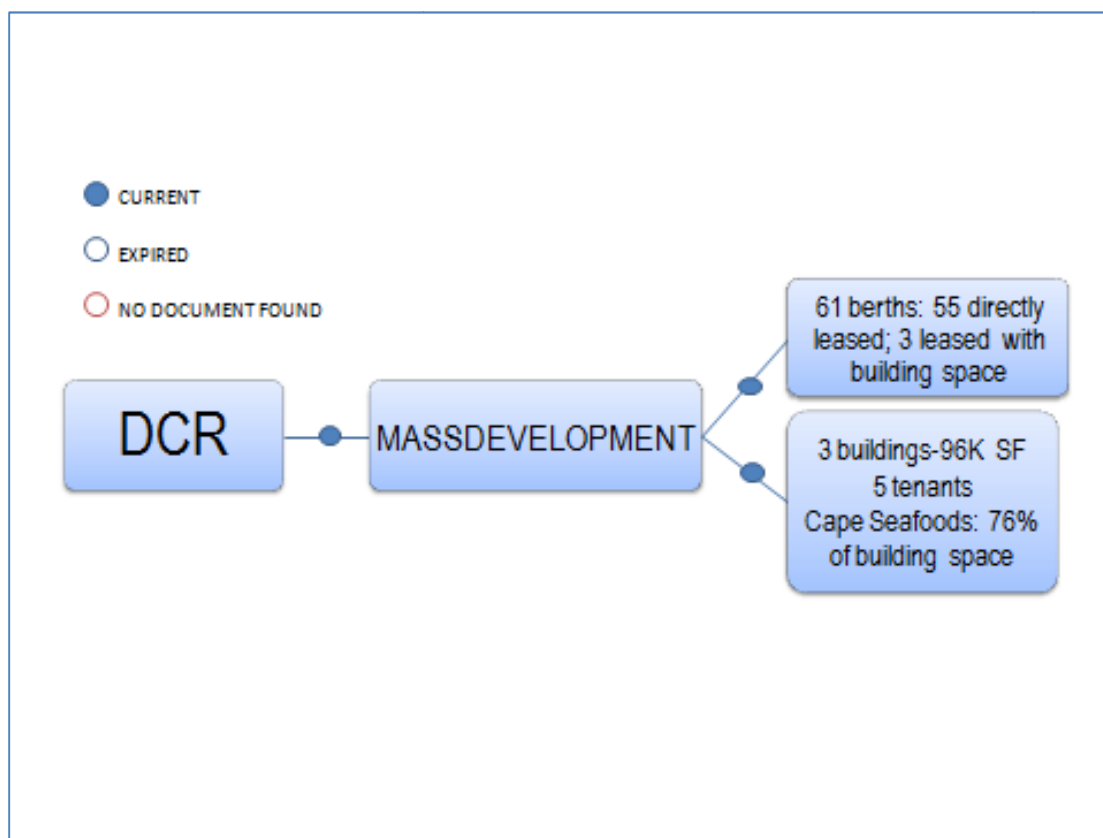 CURRENT
EXPIRED
NO DOCUMENT FOUND
DCR
MASSDEVELOPMENT
61 berths: 55 directly
leased; 3 leased with
building space
3 buildings-96K SF
5 tenants
Cape Seafoods: 76%
of building space